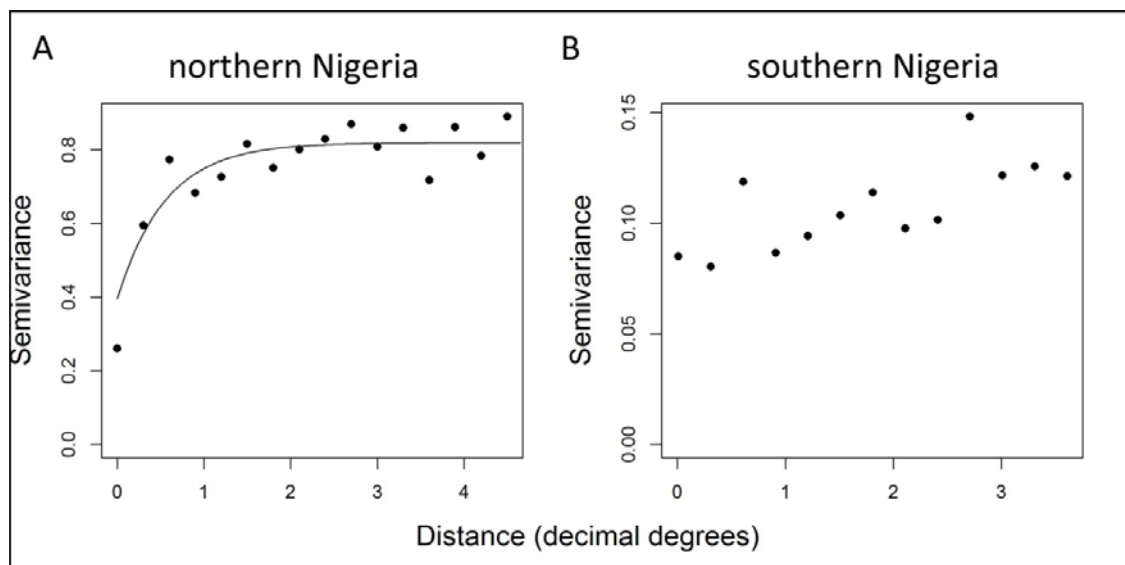 A
northern Nigeria
Semivariance
0.0 0.2 0.4 0.6 0.8
0 1 2 3 4
B
southern Nigeria
Semivariance
0.00 0.05 0.10 0.15
0 1 2 3
Distance (decimal degrees)